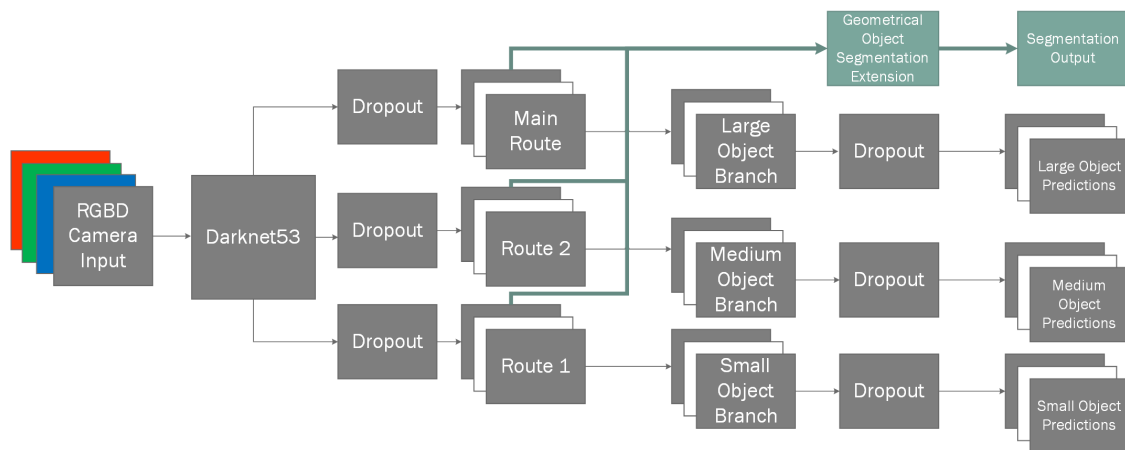 Geometrical
Object
Segmentation
Extension
Segmentation
Output
Dropout
Main
Route
Large
Object
Branch
Dropout
Large Object
Predictions
RGBD
Camera
Input
Darknet53
Dropout
Route 2
Medium
Object
Branch
Dropout
Medium
Object
Predictions
Dropout
Route 1
Small
Object
Branch
Dropout
Small Object
Predictions